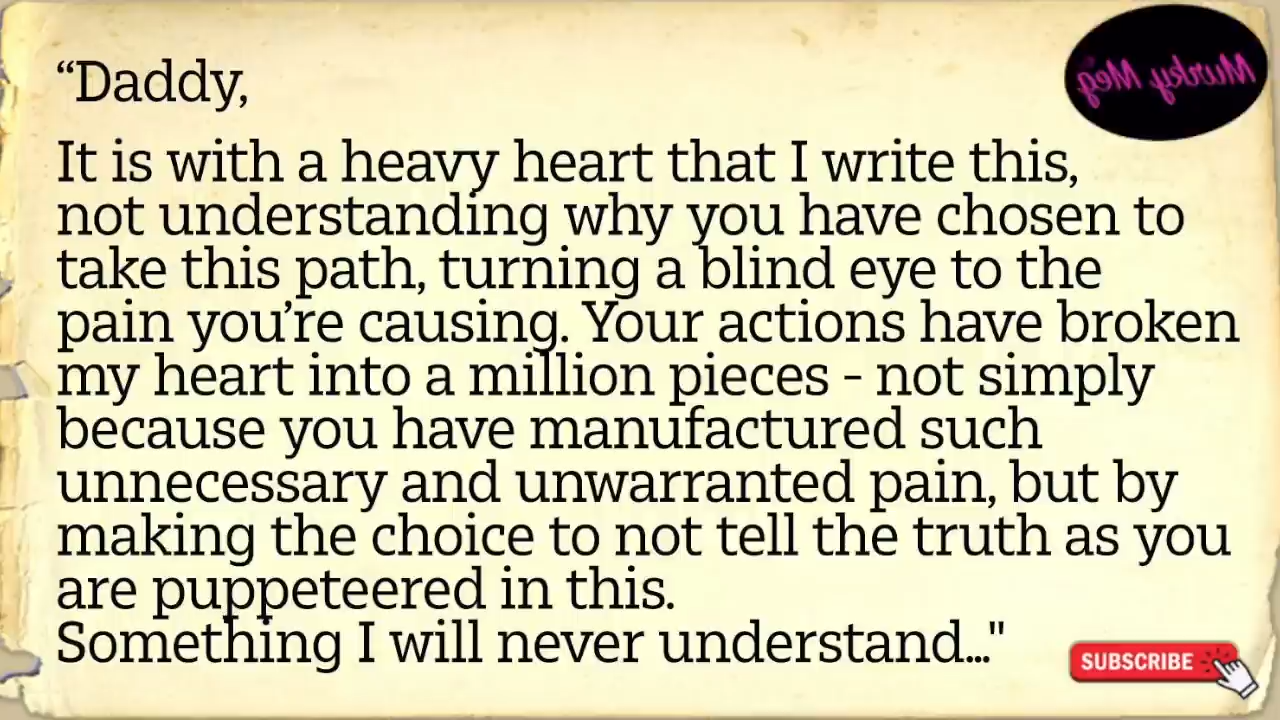 “Daddy,
Murky Meg
It is with a heavy heart that I write this,
not understanding why you have chosen to
take this path, turning a blind eye to the
pain you’re causing. Your actions have broken
my heart into a million pieces - not simply
because you have manufactured such
unnecessary and unwarranted pain, but by
making the choice to not tell the truth as you
are puppeteered in this.
Something I will never understand..."
SUBSCRIBE